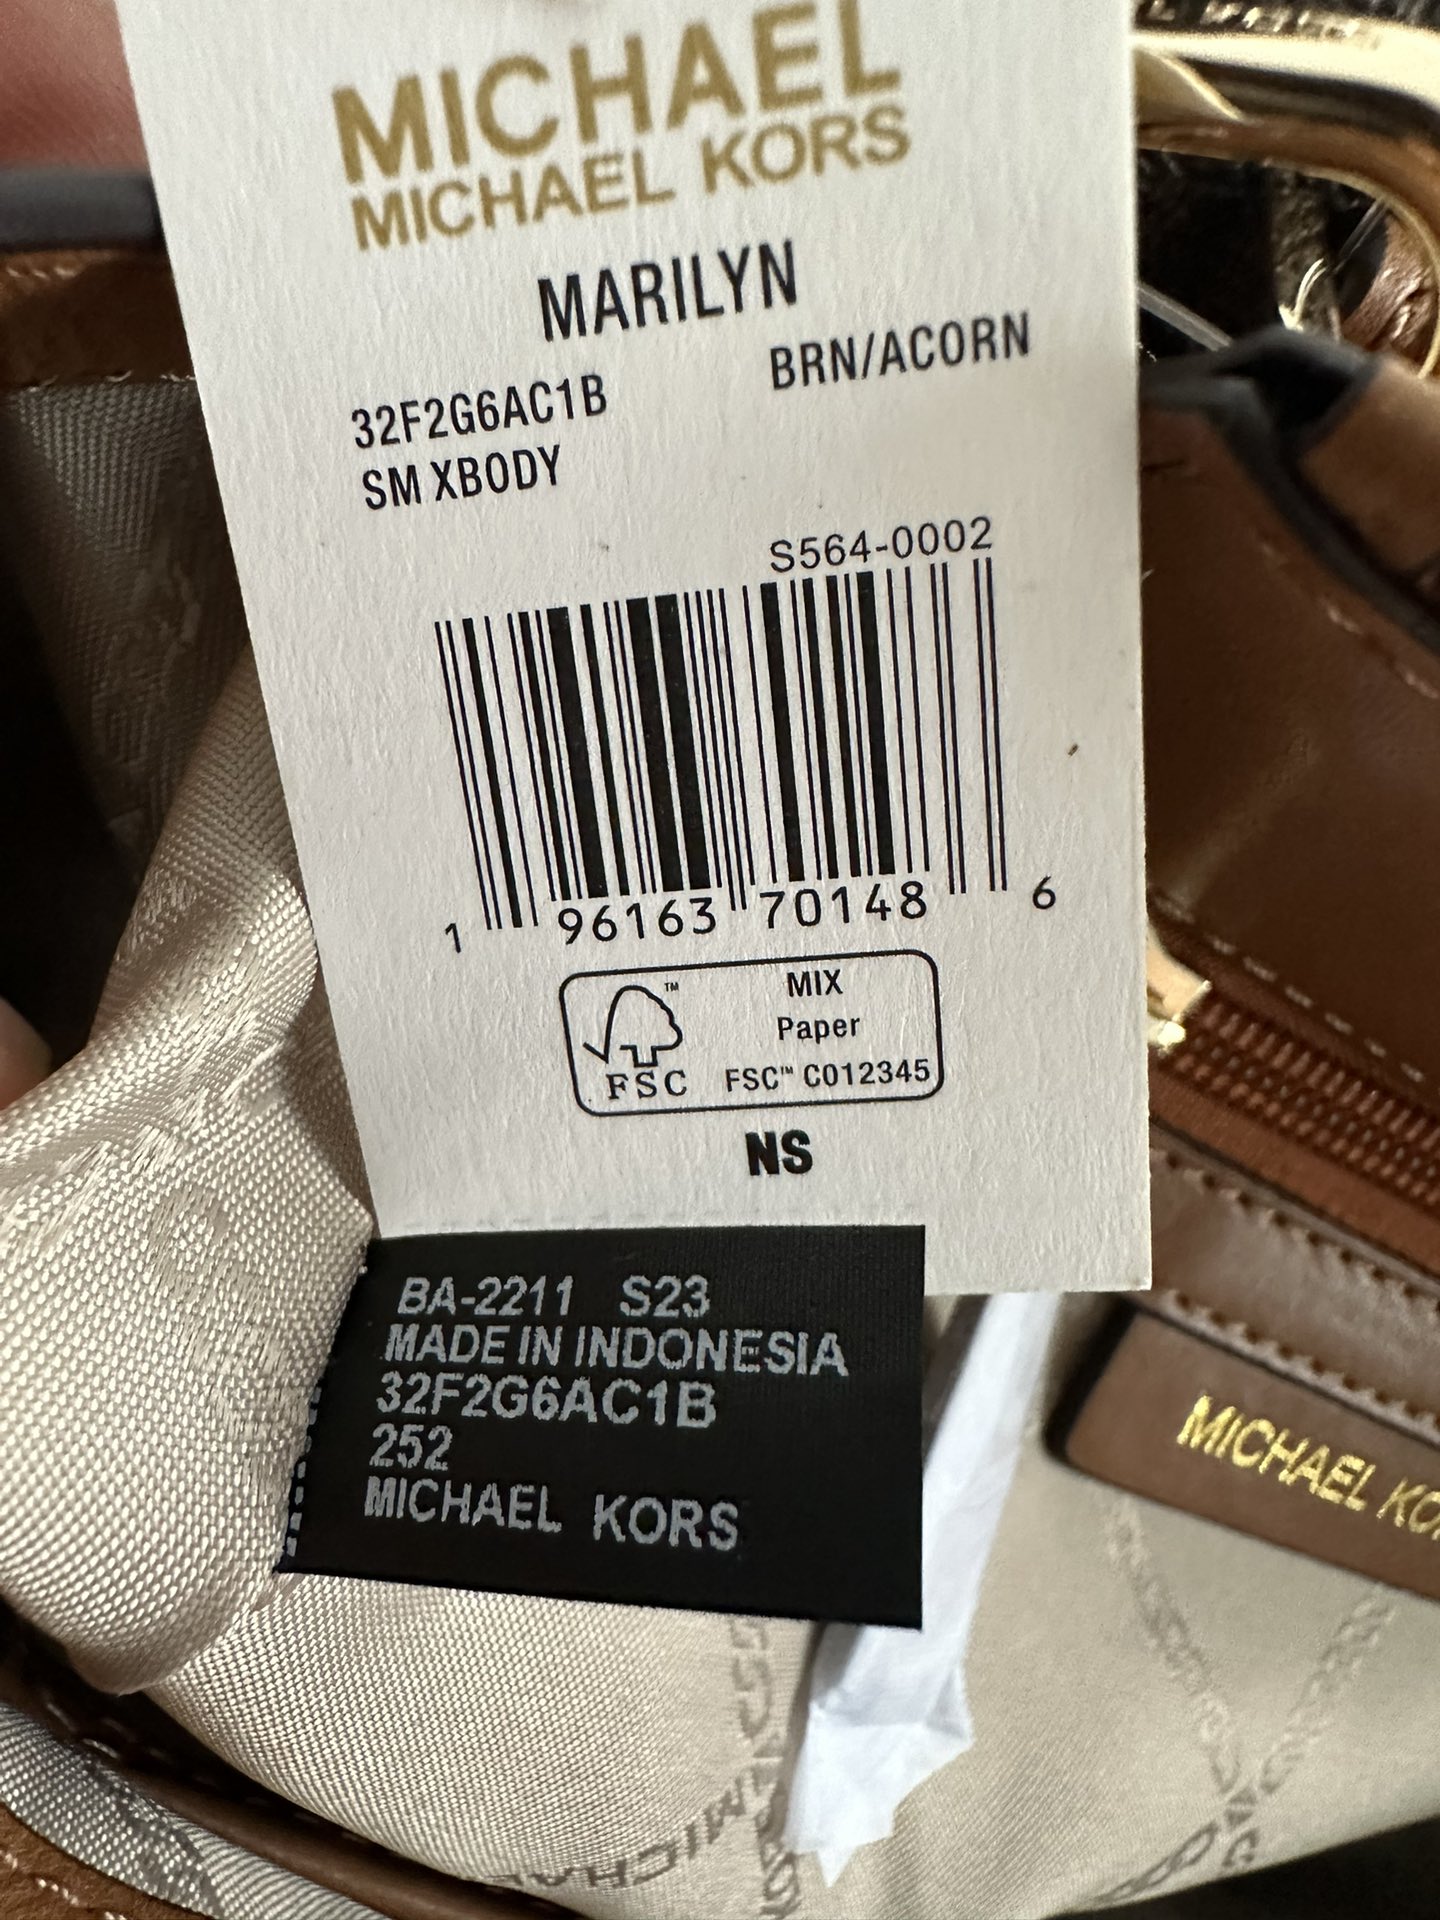 MICHAEL
MICHAEL KORS
MARILYN
32F2G6AC1B
BRN/ACORN
SM XBODY
S564-0002
1 96163 70148 6
MIX
Paper
FSC™ C012345
FSC
NS
BA-2211 S23
MADE IN INDONESIA
32F2G6AC1B
252
MICHAEL KORS
MICHAEL
MICHAEL